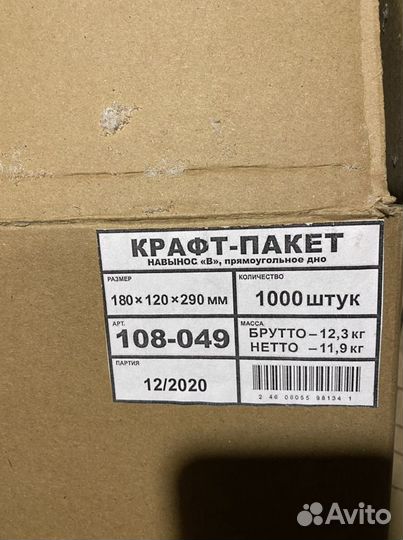 КРАФТ-ПАКЕТ
НАВЫНОС «В», прямоугольное дно
РАЗМЕР
180×120×290 мм
КОЛИЧЕСТВО
1000 штук
АРТ.
108-049
МАССА
БРУТТО – 12,3 кг
НЕТТО – 11,9 кг
ПАРТИЯ
12/2020
2 46 08055 98134 1
Avito